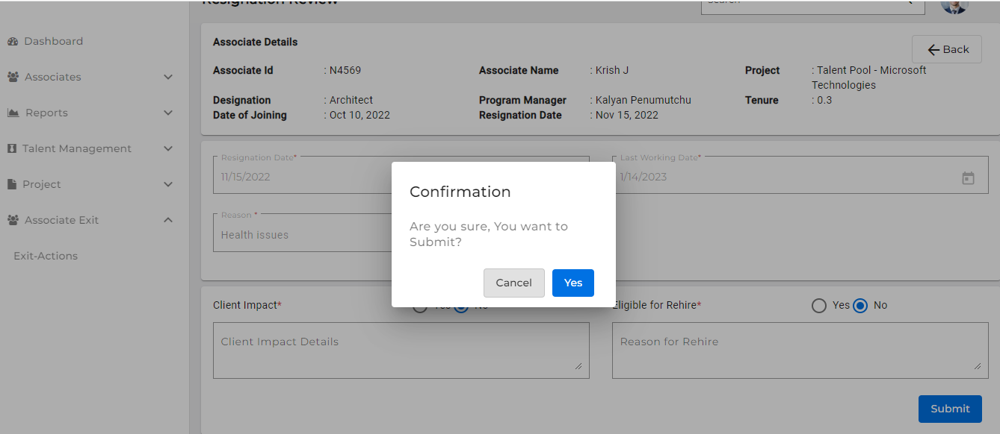 Resignation Review
Search
Dashboard
Associates
Reports
Talent Management
Project
Associate Exit
Exit-Actions
Associate Details
Back
Associate Id : N4569 Associate Name : Krish J Project : Talent Pool - Microsoft
Technologies
Designation : Architect Program Manager : Kalyan Penumutchu Tenure : 0.3
Date of Joining : Oct 10, 2022 Resignation Date : Nov 15, 2022
Resignation Date* Last Working Date*
11/15/2022 1/14/2023
Reason *
Health issues
Confirmation
Are you sure, You want to
Submit?
Cancel Yes
Client Impact* Yes No Eligible for Rehire* Yes No
Client Impact Details Reason for Rehire
Submit